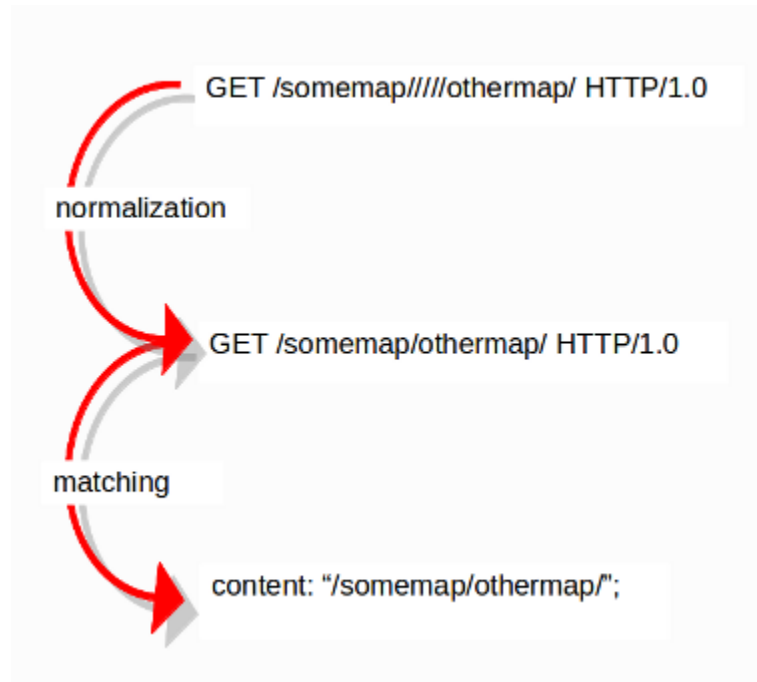 GET /somemap/////othermap/ HTTP/1.0
normalization
GET /somemap/othermap/ HTTP/1.0
matching
content: “/somemap/othermap/”;